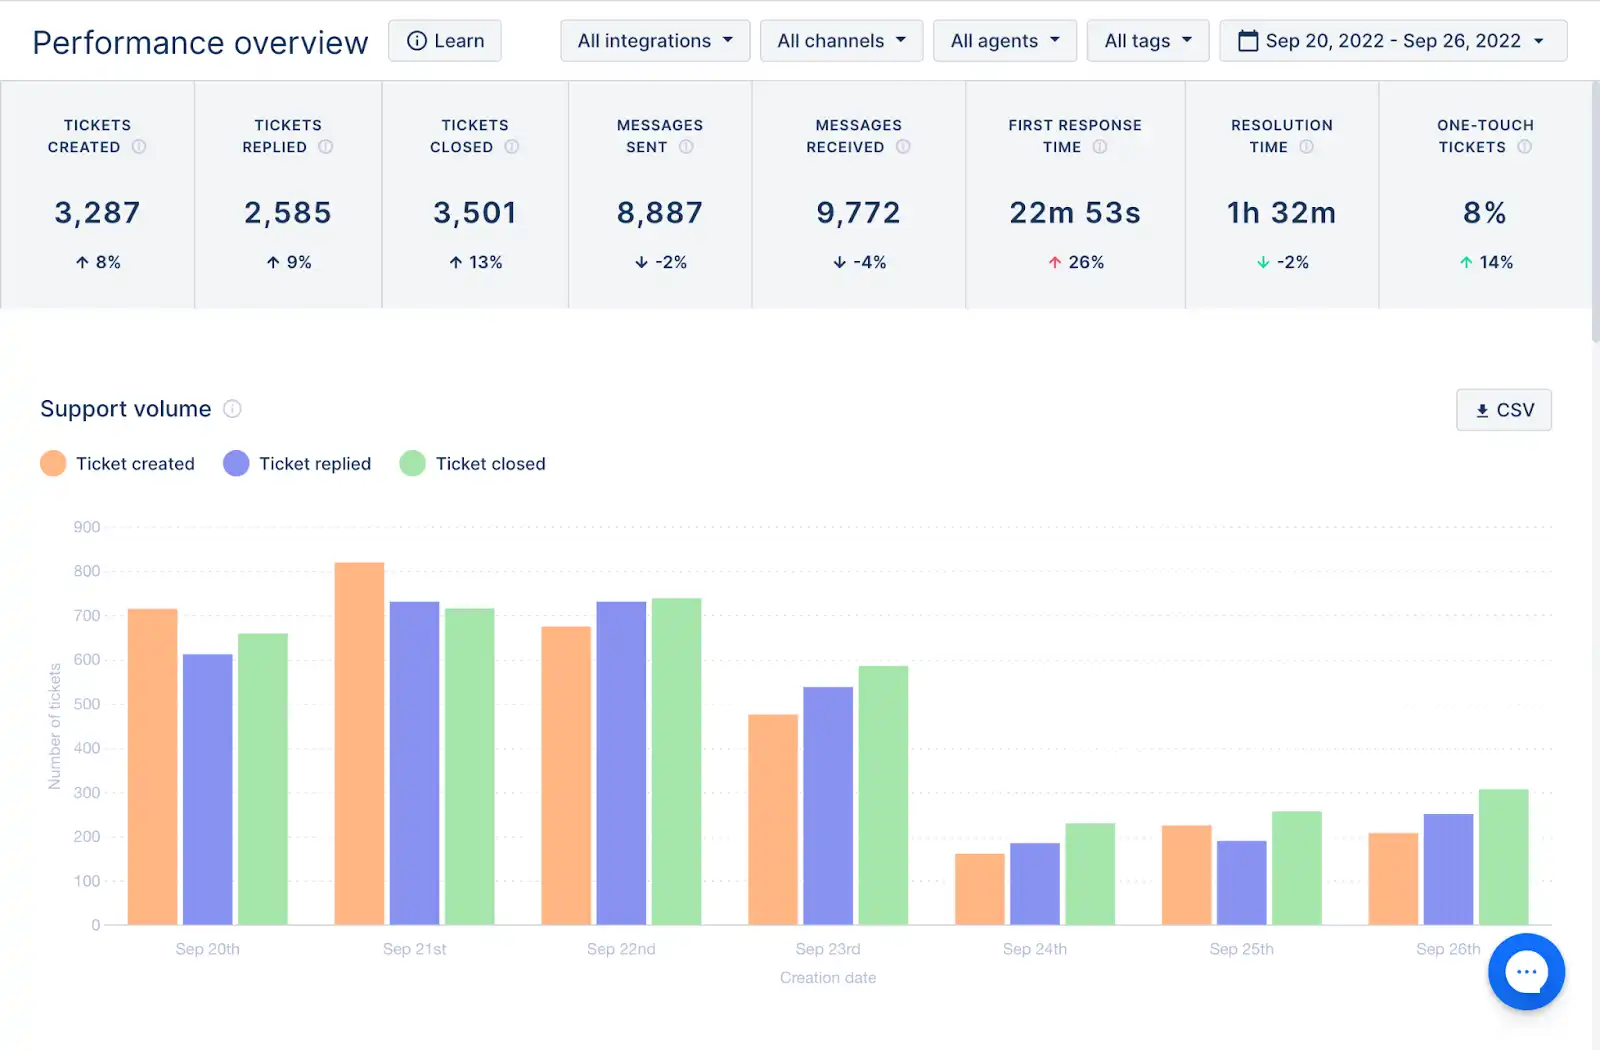 Performance overview
Learn
All integrations
All channels
All agents
All tags
Sep 20, 2022 - Sep 26, 2022
TICKETS
CREATED
3,287
↑ 8%
TICKETS
REPLIED
2,585
↑ 9%
TICKETS
CLOSED
3,501
↑ 13%
MESSAGES
SENT
8,887
↓ -2%
MESSAGES
RECEIVED
9,772
↓ -4%
FIRST RESPONSE
TIME
22m 53s
↑ 26%
RESOLUTION
TIME
1h 32m
↓ -2%
ONE-TOUCH
TICKETS
8%
↑ 14%
Support volume
CSV
Ticket created
Ticket replied
Ticket closed
Number of tickets
900
800
700
600
500
400
300
200
100
0
Sep 20th
Sep 21st
Sep 22nd
Sep 23rd
Sep 24th
Sep 25th
Sep 26th
Creation date